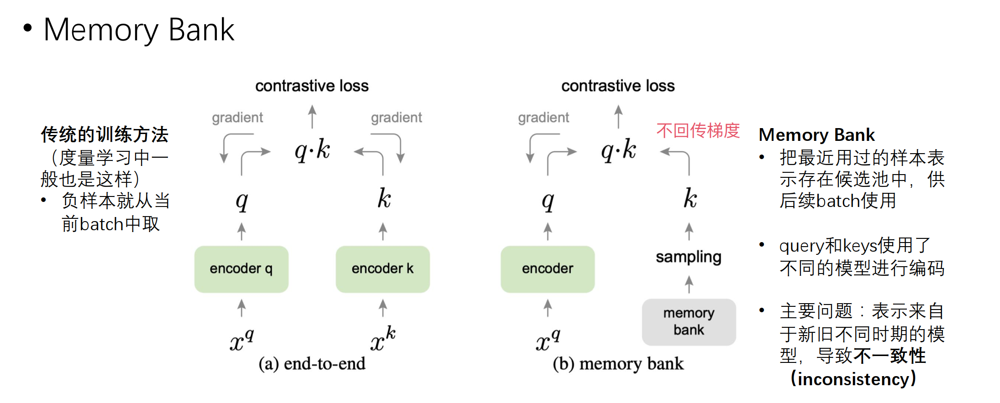 • Memory Bank
传统的训练方法
（度量学习中一
般也是这样）
• 负样本就从当
前batch中取
contrastive loss
gradient
gradient
q·k
q
k
encoder q
encoder k
x^q
x^k
(a) end-to-end
contrastive loss
gradient
不回传梯度
q·k
q
k
sampling
encoder
memory
bank
x^q
(b) memory bank
Memory Bank
• 把最近用过的样本表
示存在候选池中，供
后续batch使用
• query和keys使用了
不同的模型进行编码
• 主要问题：表示来自
于新旧不同时期的模
型，导致不一致性
（inconsistency）